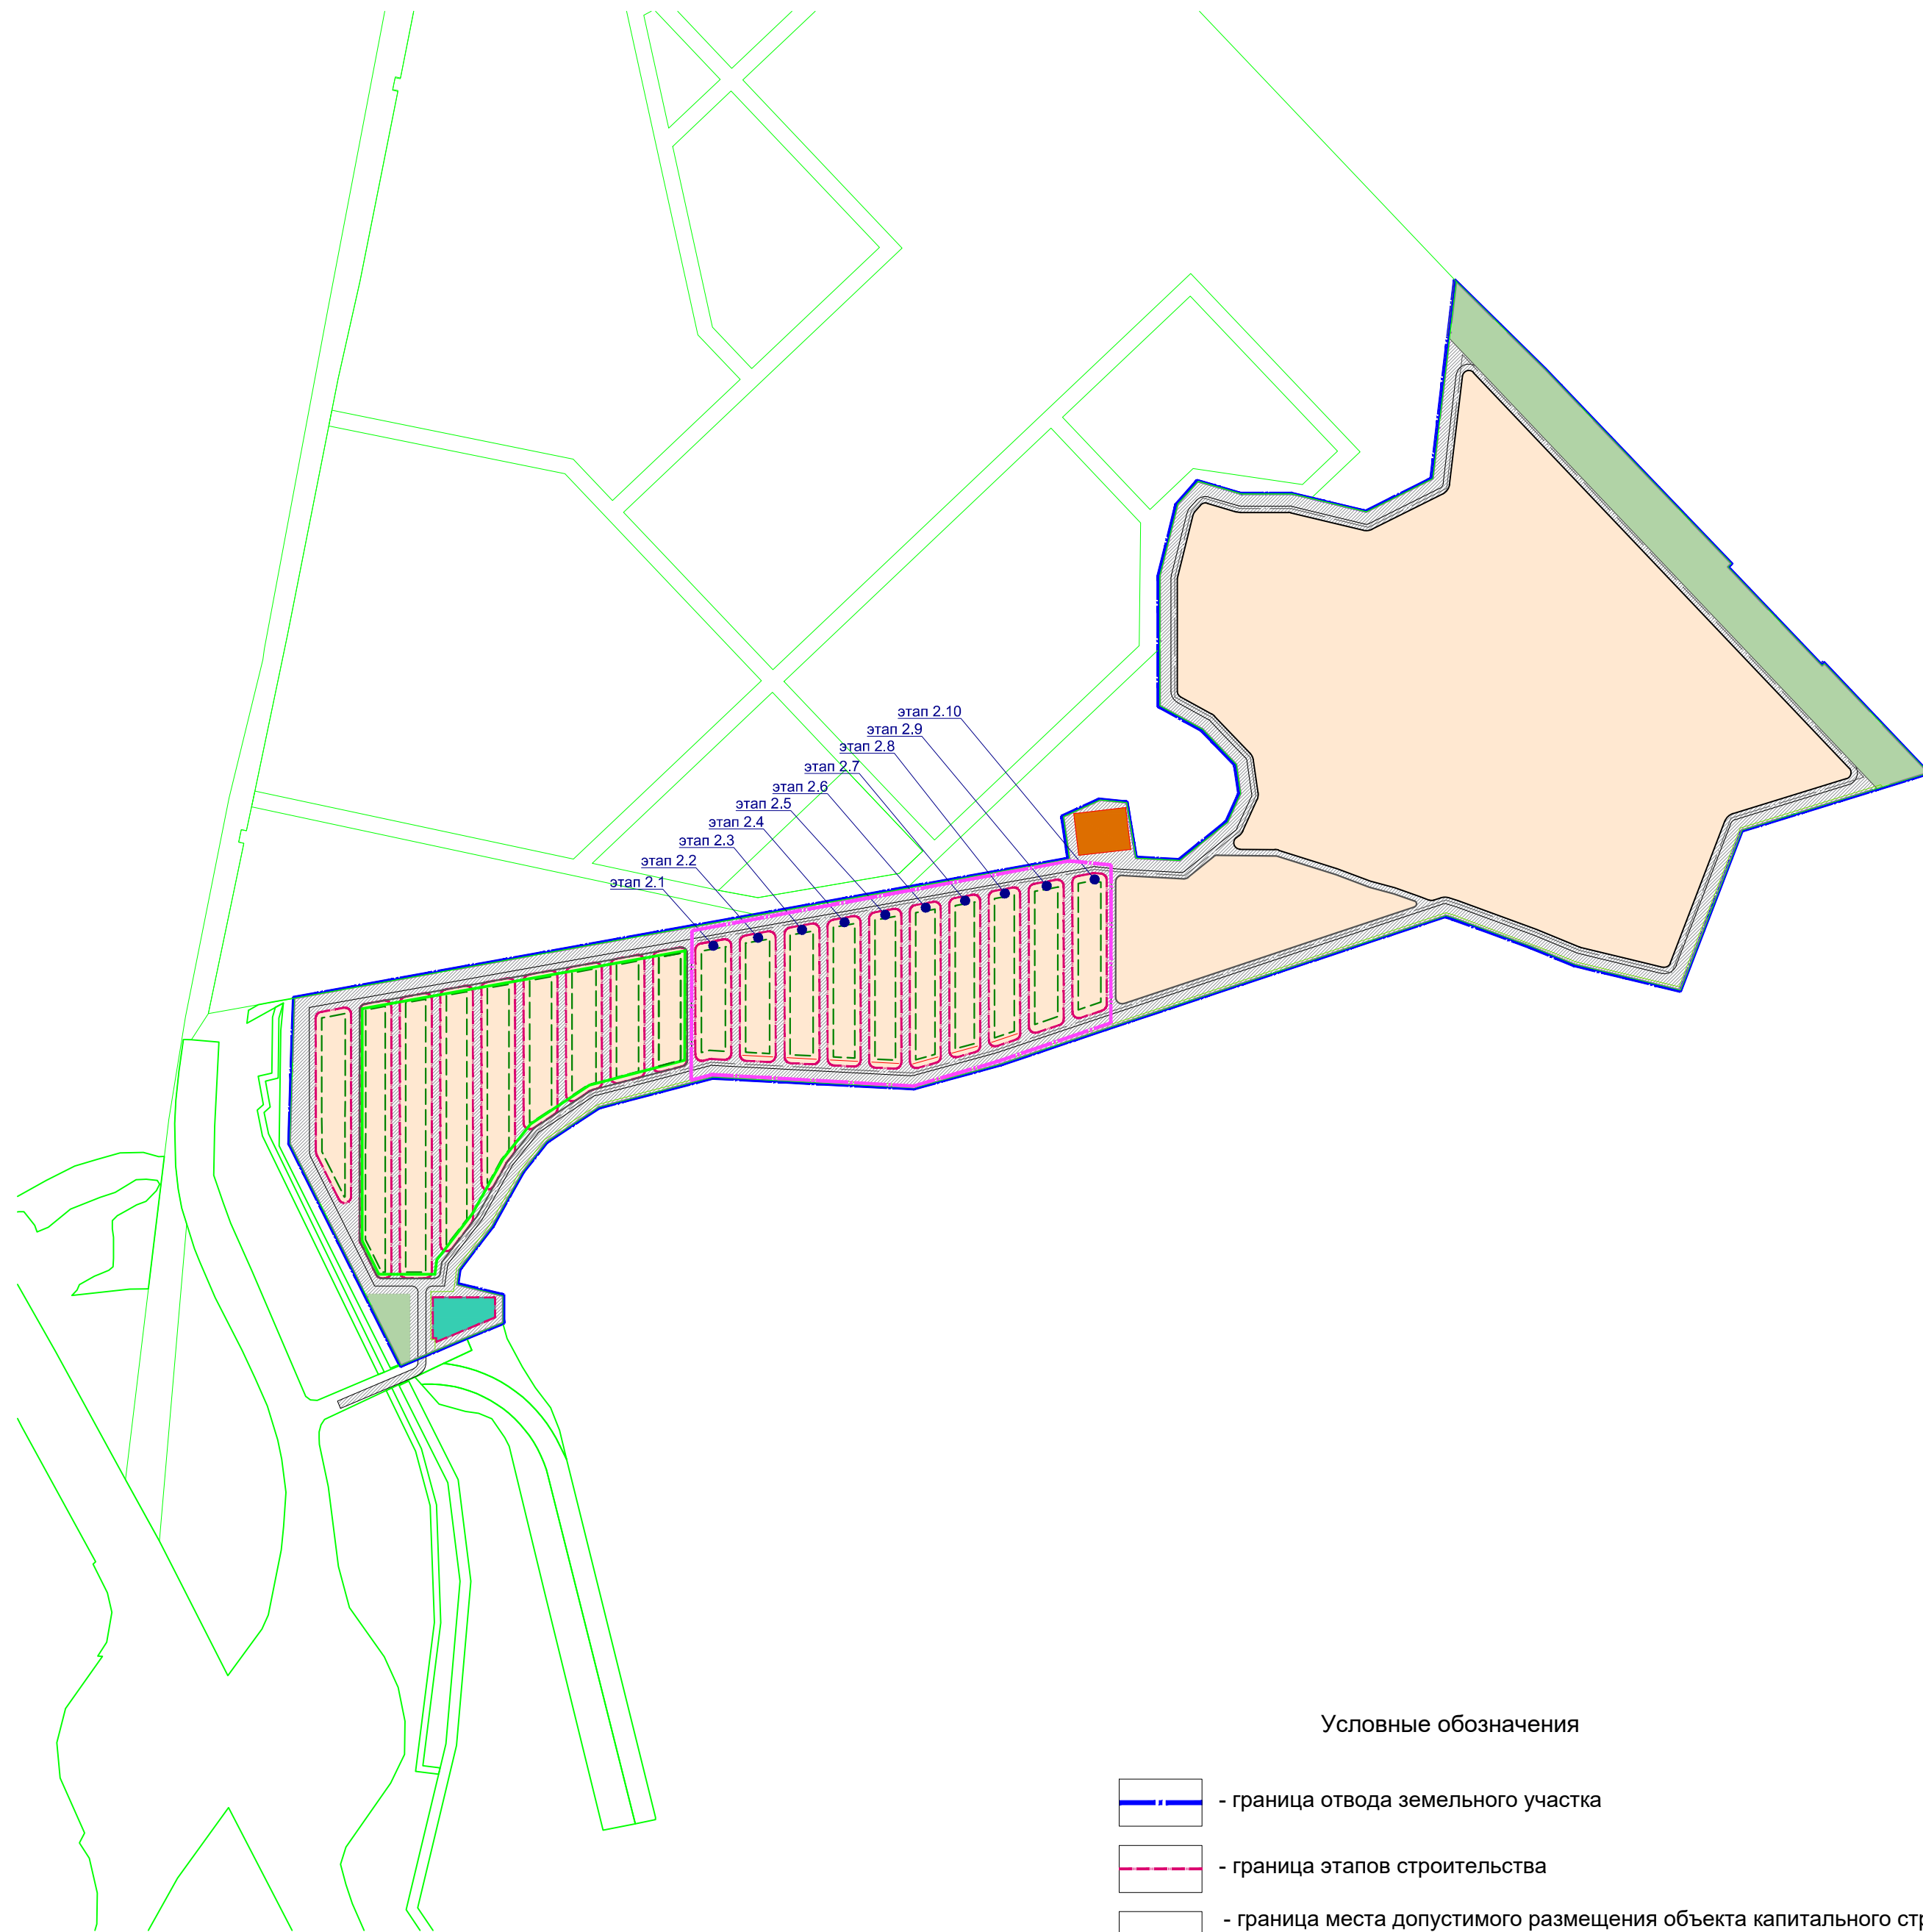 этап 2.10
этап 2.9
этап 2.8
этап 2.7
этап 2.6
этап 2.5
этап 2.4
этап 2.3
этап 2.2
этап 2.1
Условные обозначения
- граница отвода земельного участка
- граница этапов строительства
- граница места допустимого размещения объекта капитального